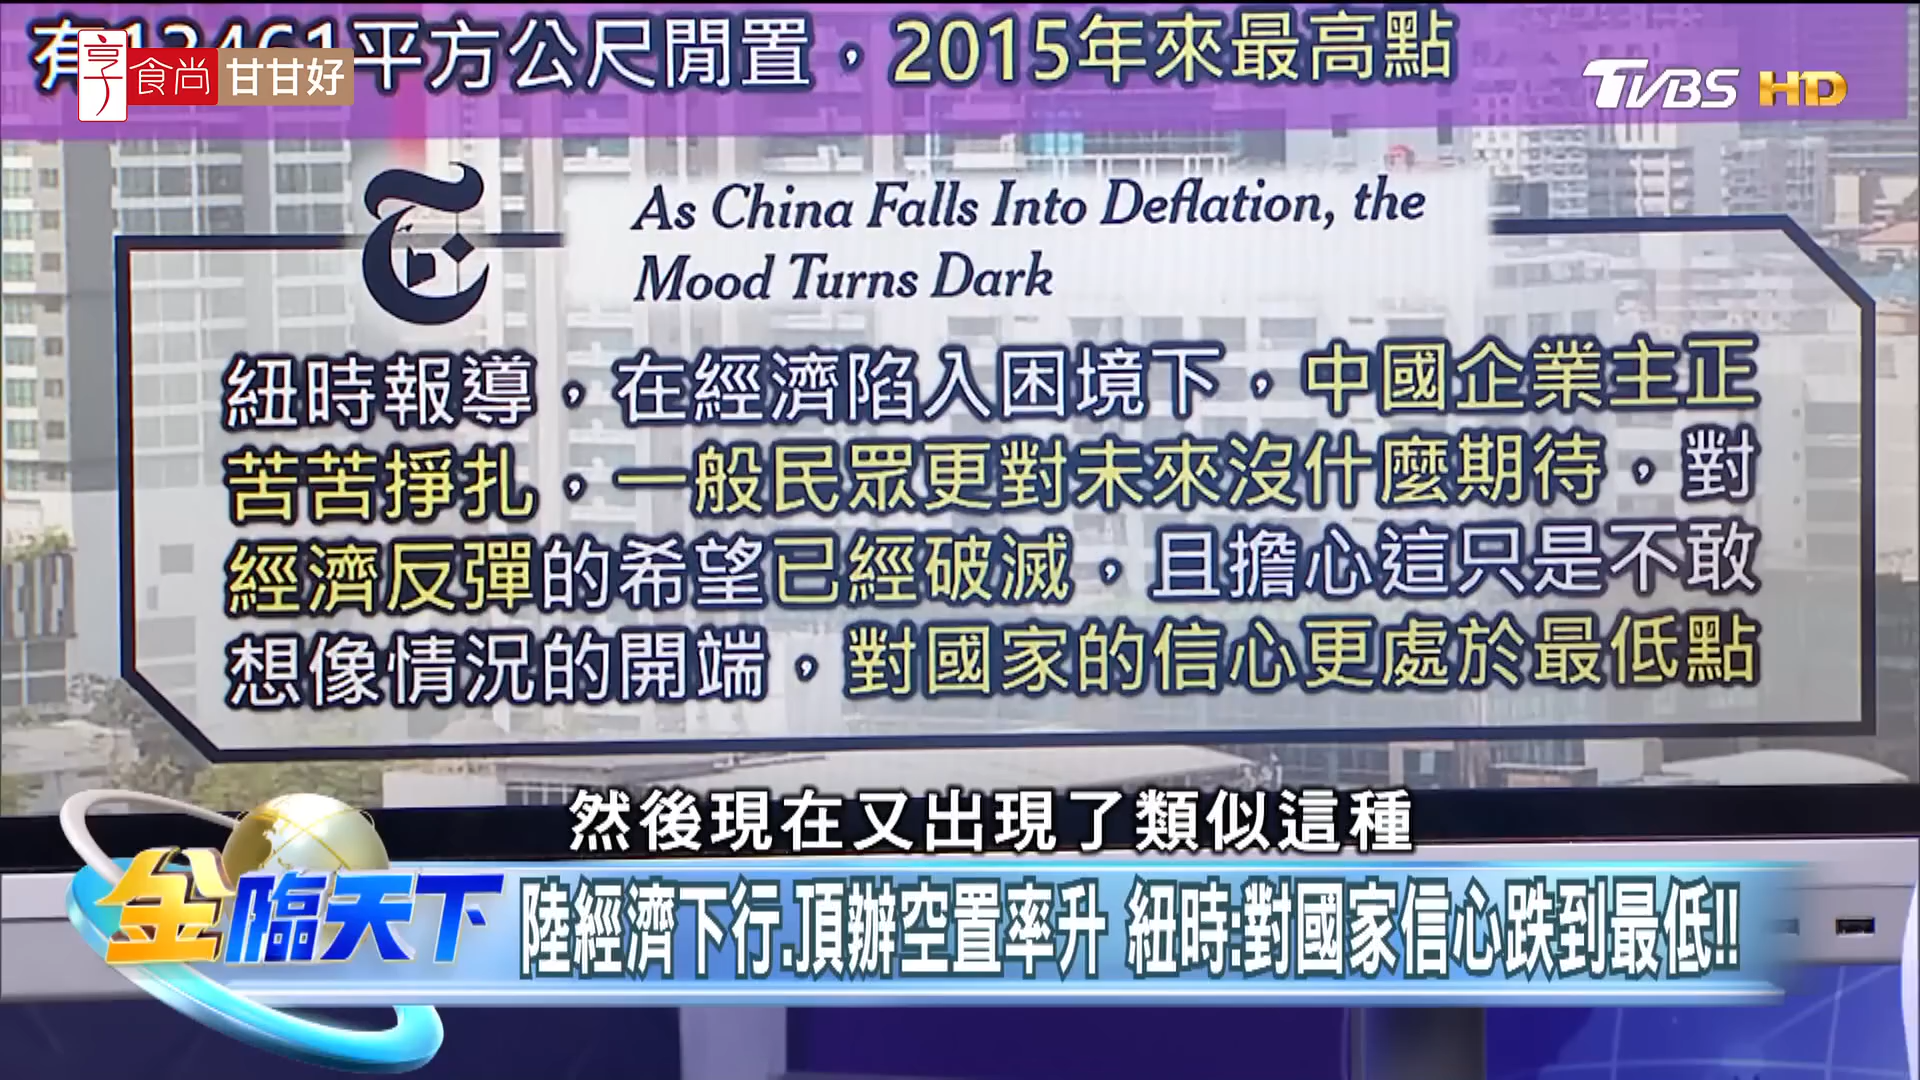 有13461平方公尺閒置，2015年來最高點
享食尚 甘甘好
TVBS HD
As China Falls Into Deflation, the
Mood Turns Dark
紐時報導，在經濟陷入困境下，中國企業主正
苦苦掙扎，一般民眾更對未來沒什麼期待，對
經濟反彈的希望已經破滅，且擔心這只是不敢
想像情況的開端，對國家的信心更處於最低點
然後現在又出現了類似這種
金臨天下
陸經濟下行.頂辦空置率升 紐時:對國家信心跌到最低!!